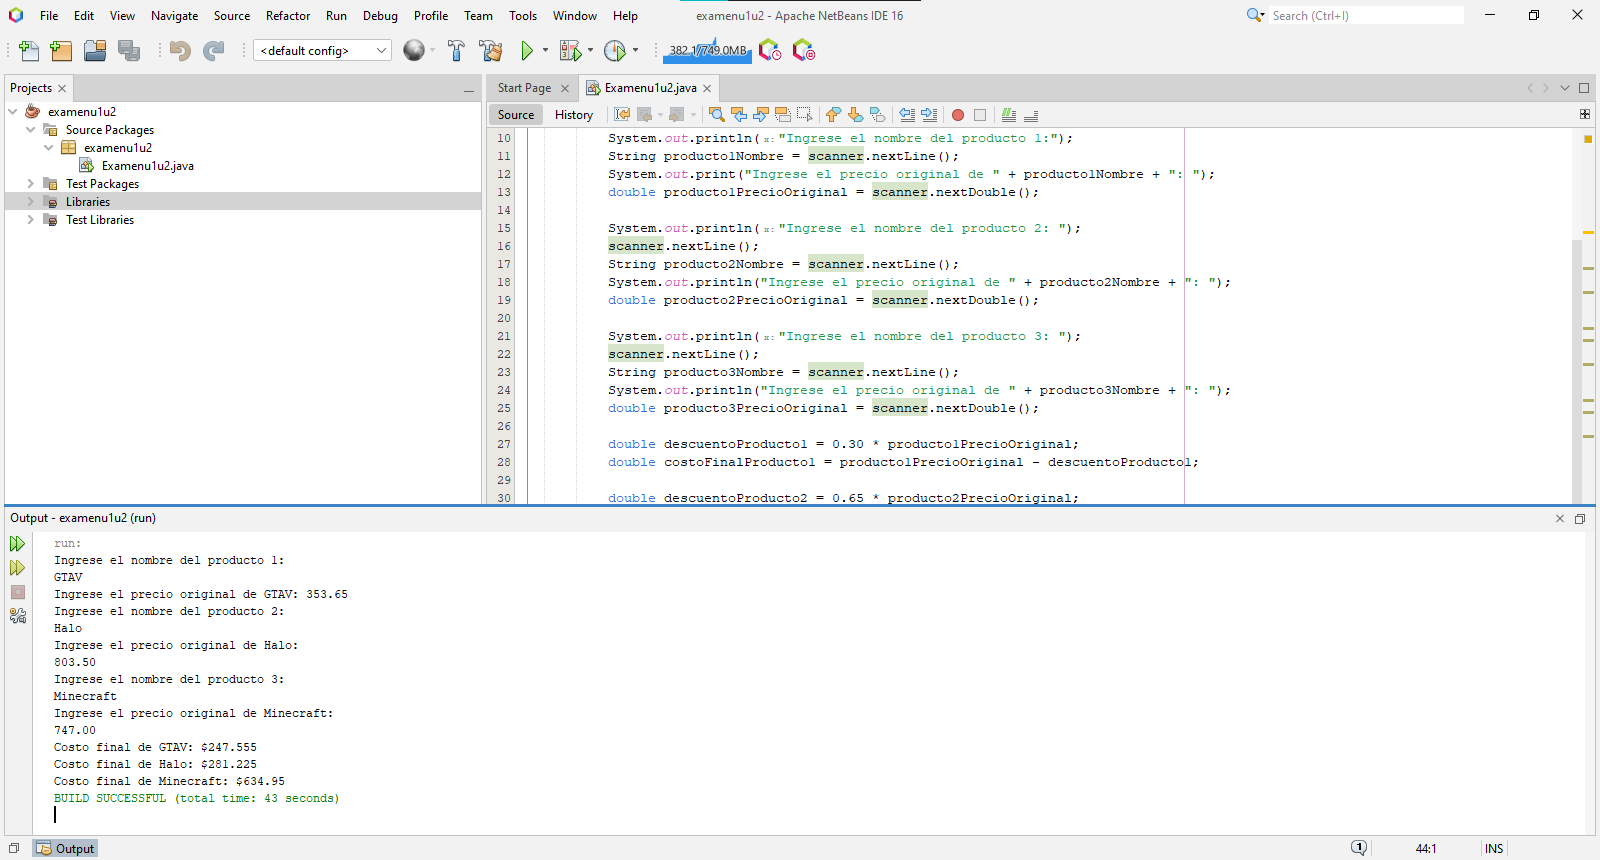 File Edit View Navigate Source Refactor Run Debug Profile Team Tools Window Help
examenu1u2 - Apache NetBeans IDE 16
Search (Ctrl+I)
<default config>
382.1/749.0MB
Projects
examenu1u2
Source Packages
examenu1u2
Examenu1u2.java
Test Packages
Libraries
Test Libraries
Start Page
Examenu1u2.java
Source History
10 System.out.println(x:"Ingrese el nombre del producto 1:");
11 String producto1Nombre = scanner.nextLine();
12 System.out.print("Ingrese el precio original de " + producto1Nombre + ": ");
13 double producto1PrecioOriginal = scanner.nextDouble();
14
15 System.out.println(x:"Ingrese el nombre del producto 2: ");
16 scanner.nextLine();
17 String producto2Nombre = scanner.nextLine();
18 System.out.println("Ingrese el precio original de " + producto2Nombre + ": ");
19 double producto2PrecioOriginal = scanner.nextDouble();
20
21 System.out.println(x:"Ingrese el nombre del producto 3: ");
22 scanner.nextLine();
23 String producto3Nombre = scanner.nextLine();
24 System.out.println("Ingrese el precio original de " + producto3Nombre + ": ");
25 double producto3PrecioOriginal = scanner.nextDouble();
26
27 double descuentoProducto1 = 0.30 * producto1PrecioOriginal;
28 double costoFinalProducto1 = producto1PrecioOriginal - descuentoProducto1;
29
30 double descuentoProducto2 = 0.65 * producto2PrecioOriginal;
Output - examenu1u2 (run)
run:
Ingrese el nombre del producto 1:
GTAV
Ingrese el precio original de GTAV: 353.65
Ingrese el nombre del producto 2:
Halo
Ingrese el precio original de Halo:
803.50
Ingrese el nombre del producto 3:
Minecraft
Ingrese el precio original de Minecraft:
747.00
Costo final de GTAV: $247.555
Costo final de Halo: $281.225
Costo final de Minecraft: $634.95
BUILD SUCCESSFUL (total time: 43 seconds)
Output
1
44:1
INS